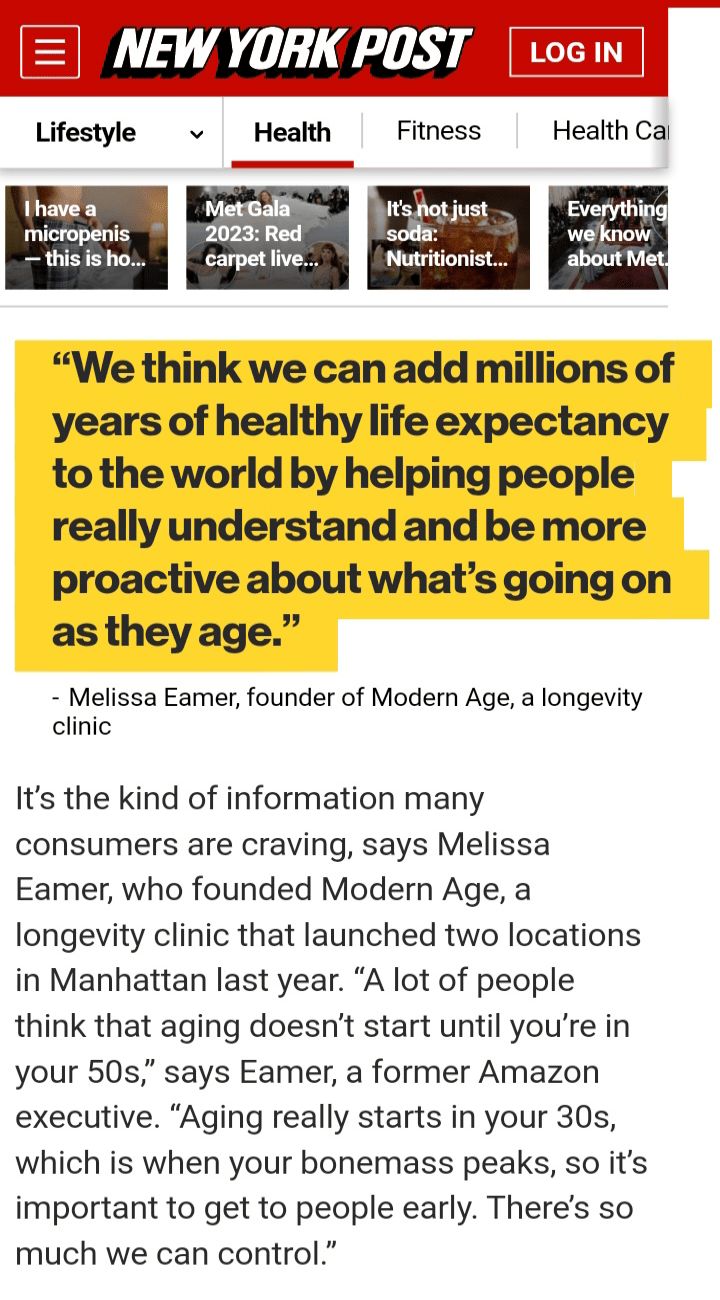 NEW YORK POST
LOG IN
Lifestyle
Health
Fitness
Health Ca
I have a
micropenis
– this is ho...
Met Gala
2023: Red
carpet live...
It's not just
soda:
Nutritionist...
Everything
we know
about Met.
“We think we can add millions of
years of healthy life expectancy
to the world by helping people
really understand and be more
proactive about what’s going on
as they age.”
- Melissa Eamer, founder of Modern Age, a longevity
clinic
It’s the kind of information many
consumers are craving, says Melissa
Eamer, who founded Modern Age, a
longevity clinic that launched two locations
in Manhattan last year. “A lot of people
think that aging doesn’t start until you’re in
your 50s,” says Eamer, a former Amazon
executive. “Aging really starts in your 30s,
which is when your bonemass peaks, so it’s
important to get to people early. There’s so
much we can control.”